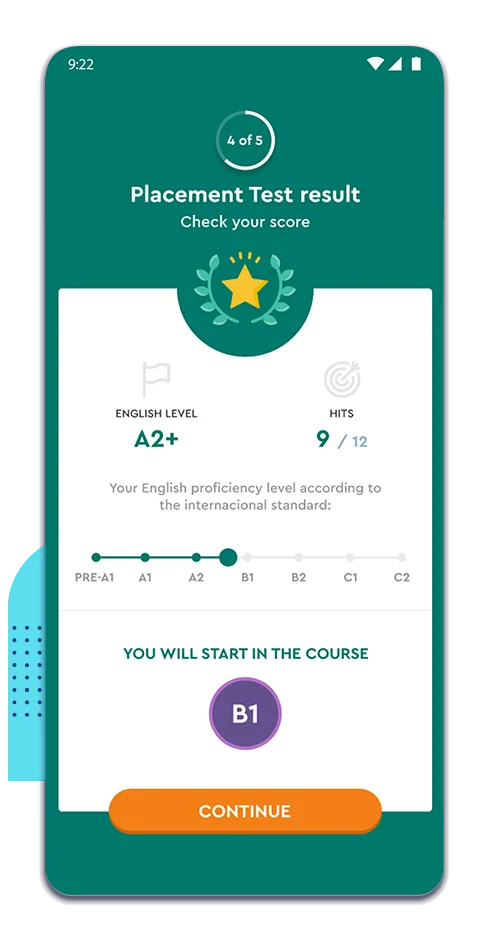 9:22
4 of 5
Placement Test result
Check your score
ENGLISH LEVEL
HITS
A2+
9 / 12
Your English proficiency level according to
the internacional standard:
PRE-A1 A1 A2 B1 B2 C1 C2
YOU WILL START IN THE COURSE
B1
CONTINUE